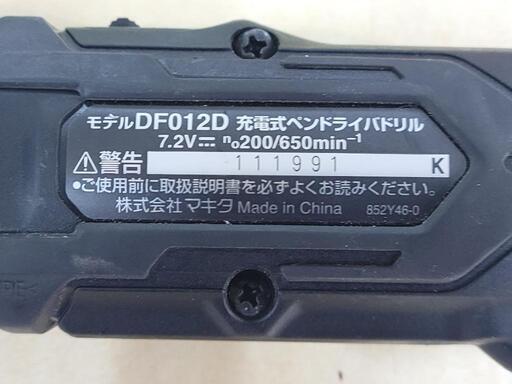 モデルDF012D 充電式ペンドライバドリル
7.2V⎓ n₀200/650min⁻¹
⚠警告 111991 K
●ご使用前に取扱説明書を必ずよくお読みください。
株式会社マキタ Made in China 852Y46-0